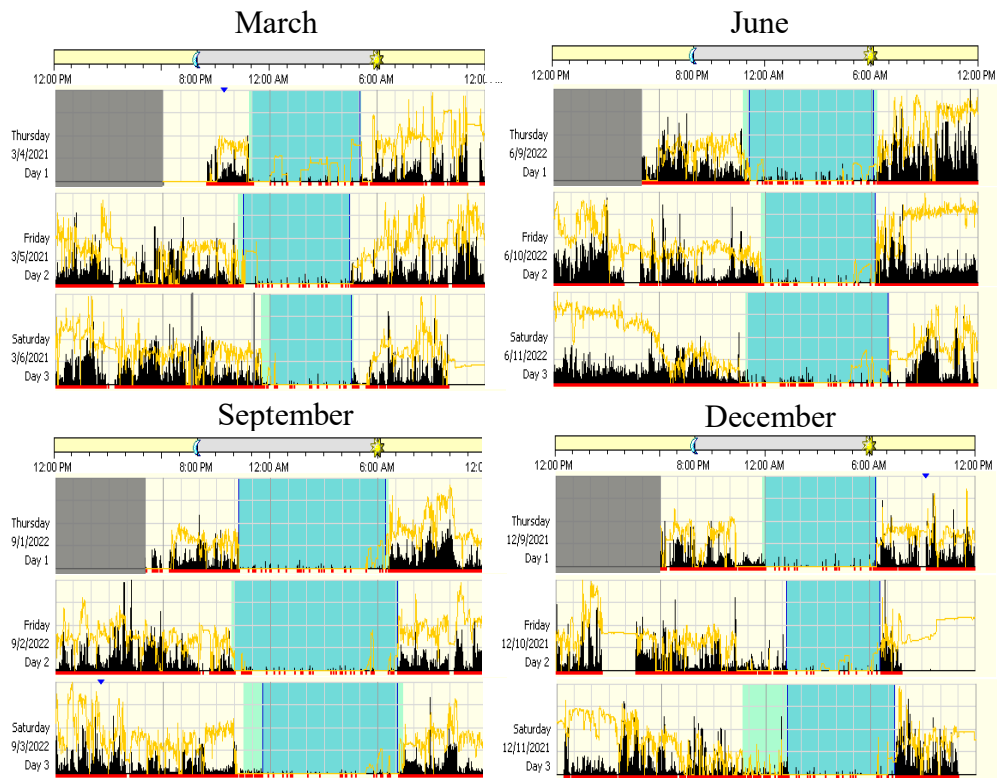 March
12:00 PM 8:00 PM 12:00 AM 6:00 AM 12:0
Thursday
3/4/2021
Day 1
Friday
3/5/2021
Day 2
Saturday
3/6/2021
Day 3
June
12:00 PM 8:00 PM 12:00 AM 6:00 AM 12:00 PM
Thursday
6/9/2022
Day 1
Friday
6/10/2022
Day 2
Saturday
6/11/2022
Day 3
September
12:00 PM 8:00 PM 12:00 AM 6:00 AM 12:0
Thursday
9/1/2022
Day 1
Friday
9/2/2022
Day 2
Saturday
9/3/2022
Day 3
December
12:00 PM 8:00 PM 12:00 AM 6:00 AM 12:00 PM
Thursday
12/9/2021
Day 1
Friday
12/10/2021
Day 2
Saturday
12/11/2021
Day 3